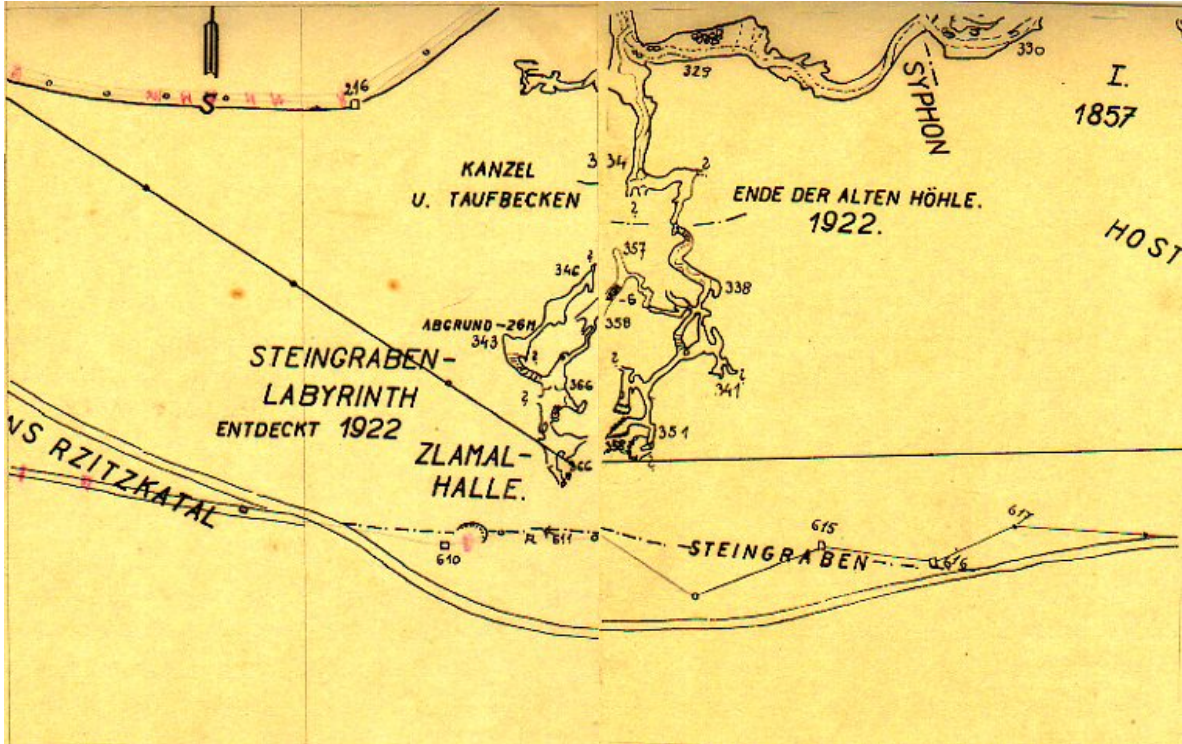 S
216
329
330
SYPHON
I.
1857
KANZEL
U. TAUFBECKEN
334
?
?
ENDE DER ALTEN HÖHLE.
1922.
HOST
346
?
357
338
-6
358
ABGRUND -26M
343
?
?
STEINGRABEN-
LABYRINTH
ENTDECKT 1922
366
?
341
?
351
ZLAMAL-
HALLE.
366
?
NS RZITZKATAL
610
R
611
615
STEINGRABEN
616
617